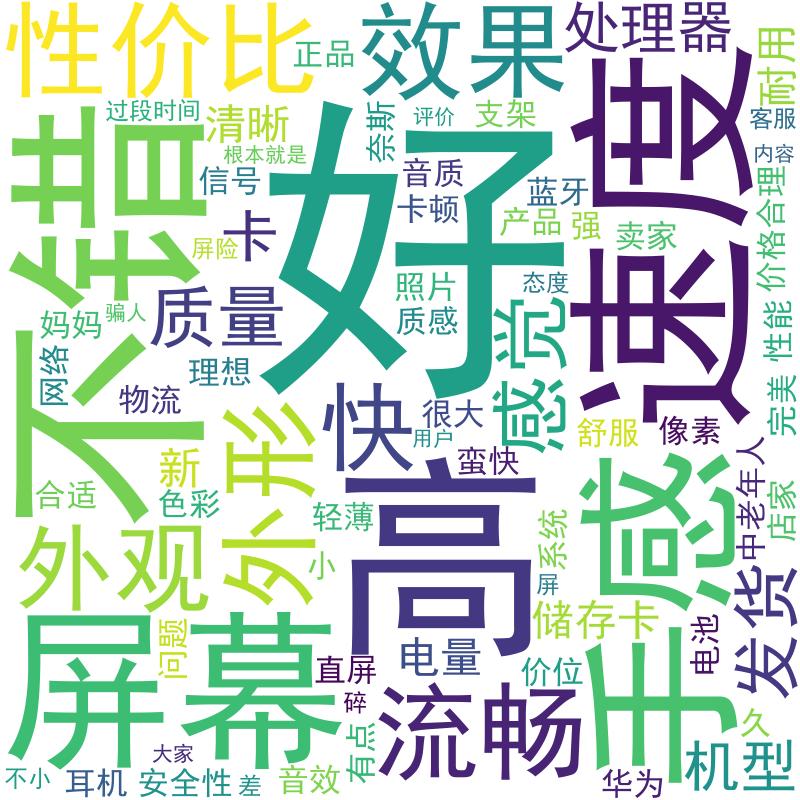 性价比
正品
效果
处理器
耐用
过段时间
清晰
根本就是
奈斯
评价
支架
客服
内容
不错
好
速度
信号
音质
卡顿
蓝牙
卡
产品
强
卖家
价格合理
屏险
骗人
妈妈
质量
照片
质感
态度
感觉
网络
理想
物流
性能
完美
外形
快
很大
用户
蛮快
舒服
像素
新
合适
色彩
高
手感
中老年人
店家
外观
轻薄
小
系统
屏
发货
屏幕
问题
储存卡
电量
电池
直屏
碎
价位
流畅
有点
久
机型
大家
不小
耳机
安全性
差
音效
华为